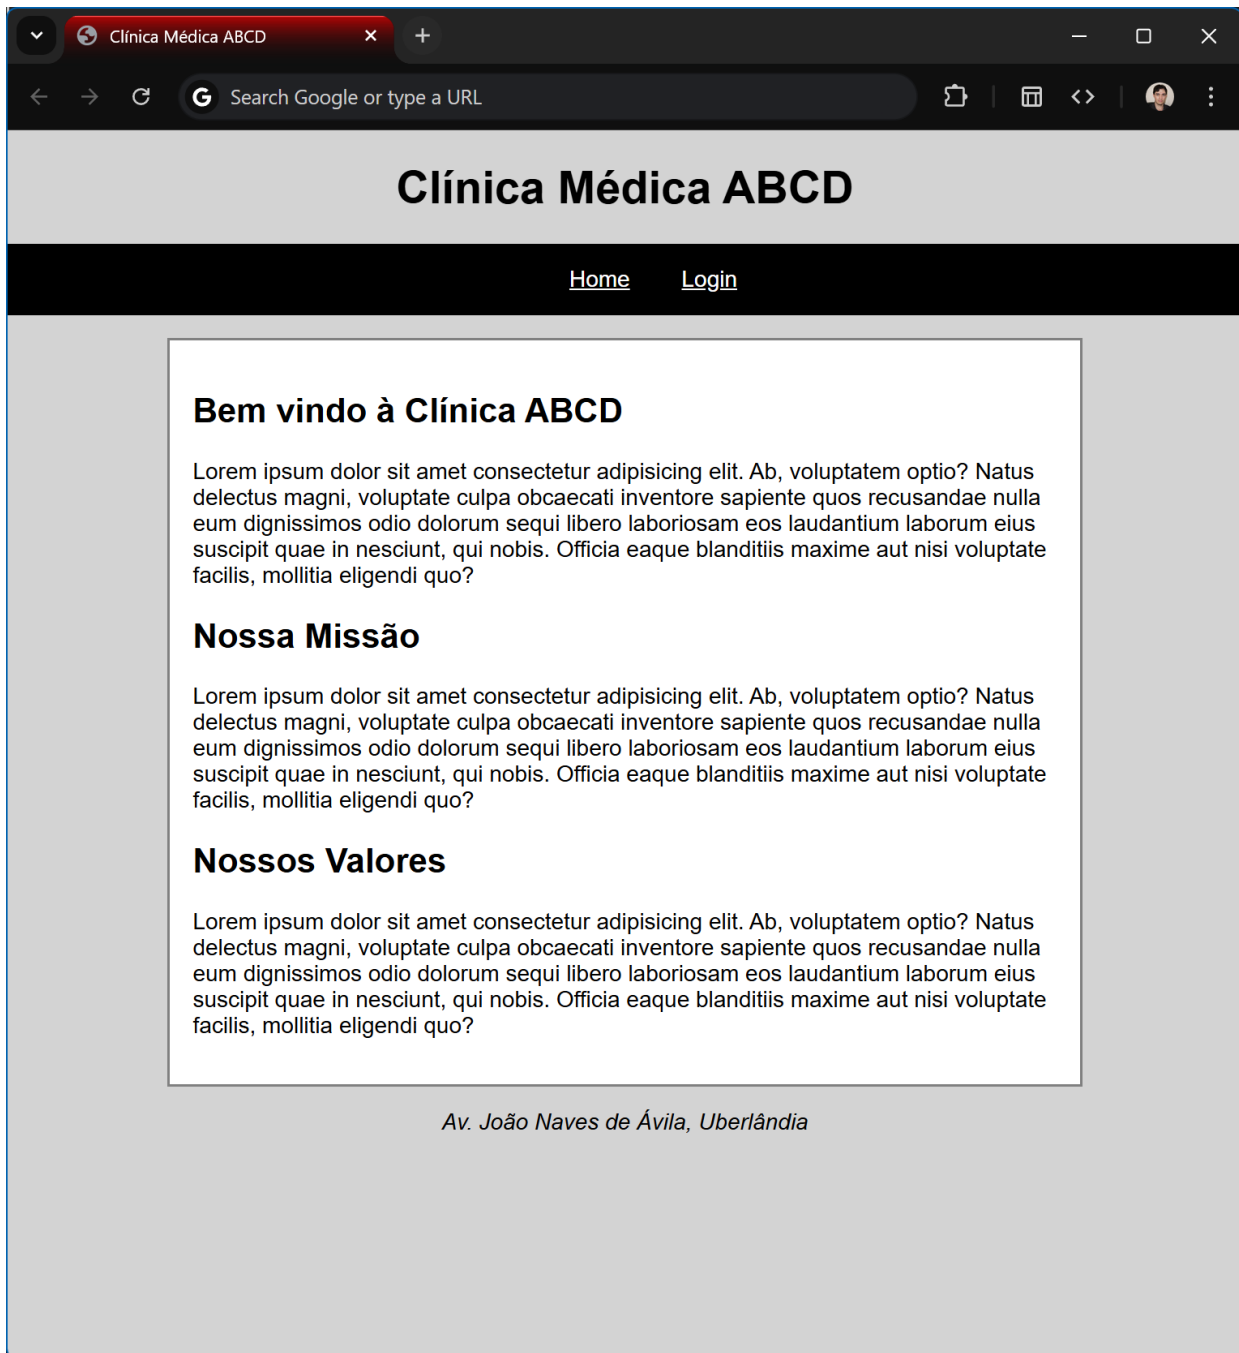 Clínica Médica ABCD
Search Google or type a URL
Clínica Médica ABCD
Home Login
Bem vindo à Clínica ABCD
Lorem ipsum dolor sit amet consectetur adipisicing elit. Ab, voluptatem optio? Natus
delectus magni, voluptate culpa obcaecati inventore sapiente quos recusandae nulla
eum dignissimos odio dolorum sequi libero laboriosam eos laudantium laborum eius
suscipit quae in nesciunt, qui nobis. Officia eaque blanditiis maxime aut nisi voluptate
facilis, mollitia eligendi quo?
Nossa Missão
Lorem ipsum dolor sit amet consectetur adipisicing elit. Ab, voluptatem optio? Natus
delectus magni, voluptate culpa obcaecati inventore sapiente quos recusandae nulla
eum dignissimos odio dolorum sequi libero laboriosam eos laudantium laborum eius
suscipit quae in nesciunt, qui nobis. Officia eaque blanditiis maxime aut nisi voluptate
facilis, mollitia eligendi quo?
Nossos Valores
Lorem ipsum dolor sit amet consectetur adipisicing elit. Ab, voluptatem optio? Natus
delectus magni, voluptate culpa obcaecati inventore sapiente quos recusandae nulla
eum dignissimos odio dolorum sequi libero laboriosam eos laudantium laborum eius
suscipit quae in nesciunt, qui nobis. Officia eaque blanditiis maxime aut nisi voluptate
facilis, mollitia eligendi quo?
Av. João Naves de Ávila, Uberlândia